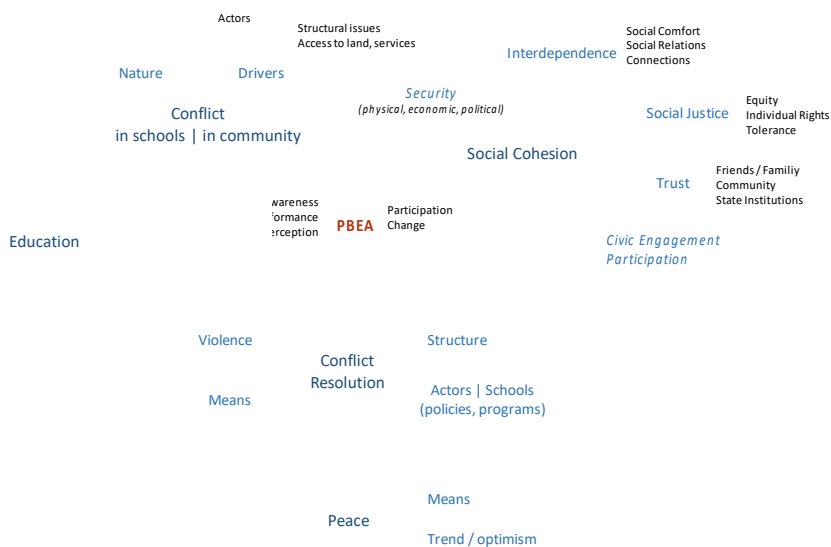 Actors
Structural issues
Access to land, services
Nature
Drivers
Conflict
in schools | in community
Security
(physical, economic, political)
Interdependence
Social Comfort
Social Relations
Connections
Social Cohesion
Social Justice
Equity
Individual Rights
Tolerance
Trust
Friends / Familiy
Community
State Institutions
Civic Engagement
Participation
Education
wareness
formance
erception
PBEA
Participation
Change
Violence
Means
Conflict
Resolution
Structure
Actors | Schools
(policies, programs)
Peace
Means
Trend / optimism